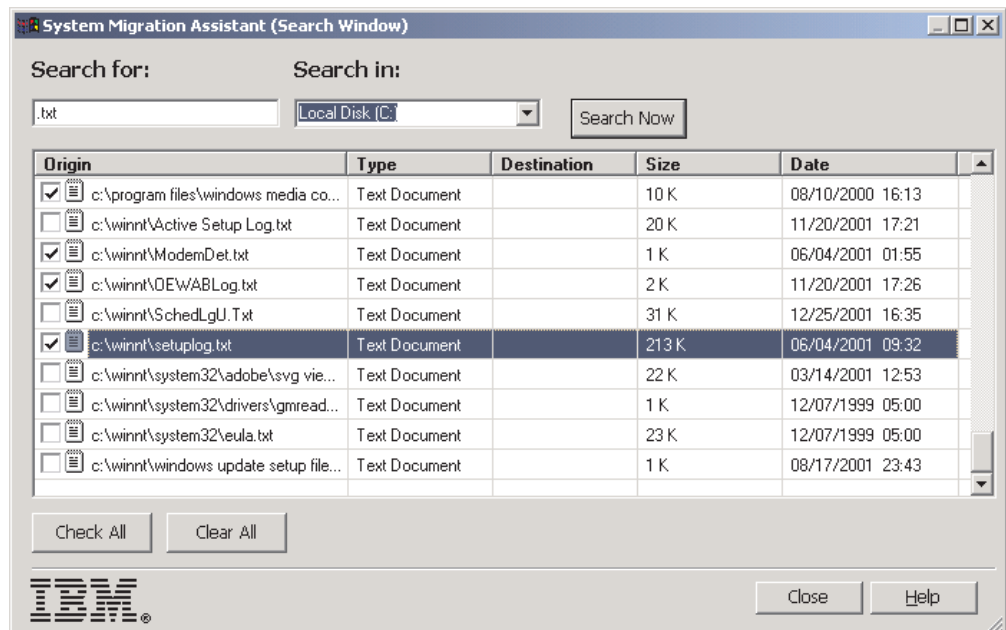 System Migration Assistant (Search Window)
Search for: Search in:
.txt Local Disk (C:) Search Now
Origin Type Destination Size Date
c:\program files\windows media co... Text Document 10 K 08/10/2000 16:13
c:\winnt\Active Setup Log.txt Text Document 20 K 11/20/2001 17:21
c:\winnt\ModemDet.txt Text Document 1 K 06/04/2001 01:55
c:\winnt\OEWABLog.txt Text Document 2 K 11/20/2001 17:26
c:\winnt\SchedLgU.Txt Text Document 31 K 12/25/2001 16:35
c:\winnt\setuplog.txt Text Document 213 K 06/04/2001 09:32
c:\winnt\system32\adobe\svg vie... Text Document 22 K 03/14/2001 12:53
c:\winnt\system32\drivers\gmread... Text Document 1 K 12/07/1999 05:00
c:\winnt\system32\eula.txt Text Document 23 K 12/07/1999 05:00
c:\winnt\windows update setup file... Text Document 1 K 08/17/2001 23:43
Check All Clear All
IBM® Close Help